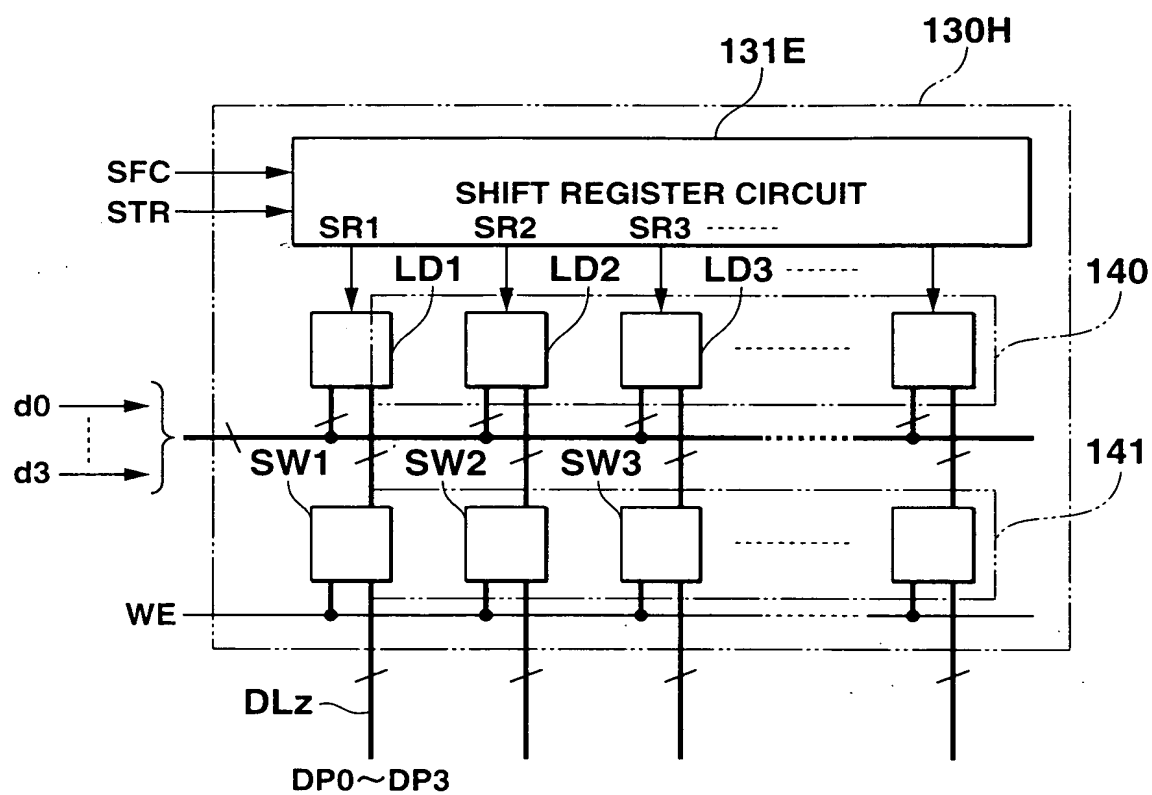 130H
131E
SFC
SHIFT REGISTER CIRCUIT
STR
SR1 SR2 SR3
LD1 LD2 LD3
140
d0
d3
SW1 SW2 SW3
141
WE
DLz
DP0～DP3